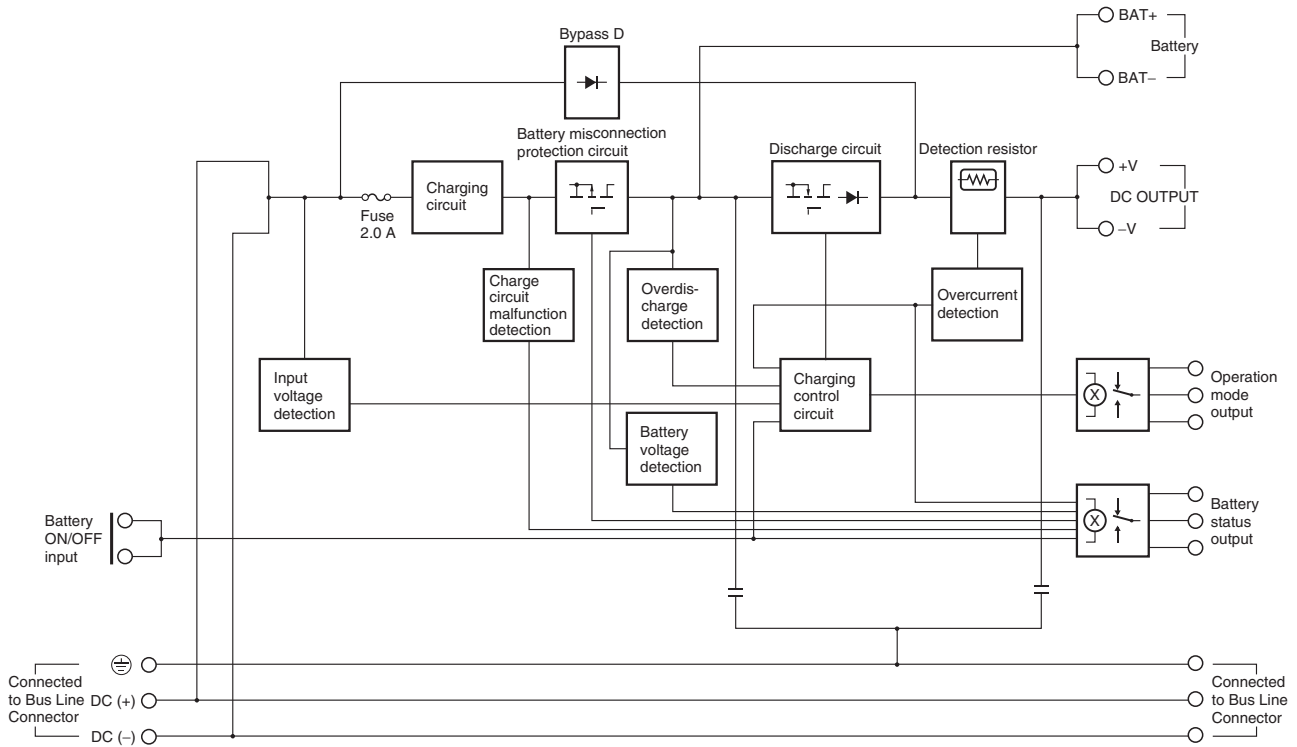 Bypass D
BAT+
Battery
BAT−
Battery misconnection
protection circuit
Discharge circuit
Detection resistor
+V
DC OUTPUT
−V
Charging
circuit
Fuse
2.0 A
Charge
circuit
malfunction
detection
Overdis-
charge
detection
Overcurrent
detection
Input
voltage
detection
Charging
control
circuit
X
Operation
mode
output
Battery
voltage
detection
Battery
ON/OFF
input
X
Battery
status
output
Connected
to Bus Line
Connector
DC (+)
DC (−)
Connected
to Bus Line
Connector